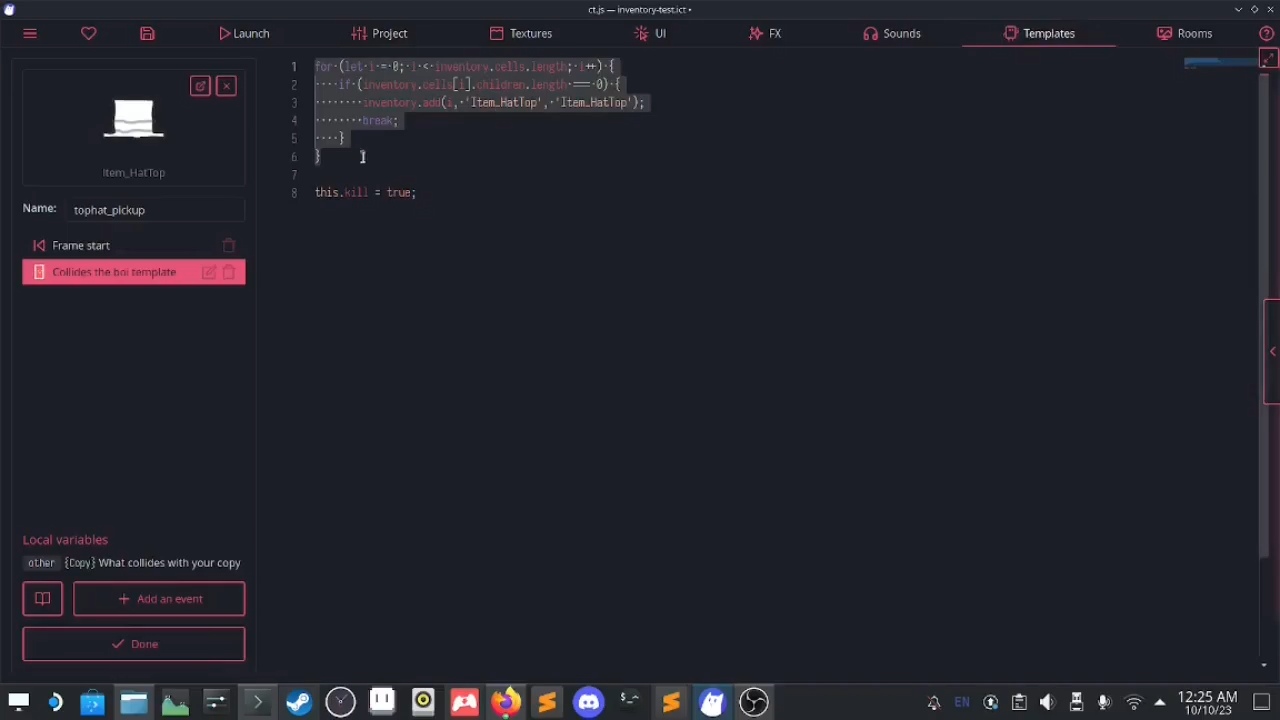 ct.js — inventory-test.ict •
Launch
Project
Textures
UI
FX
Sounds
Templates
Rooms
Item_HatTop
Name: tophat_pickup
Frame start
Collides the boi template
1 for·(let·i·=·0;·i·<·inventory.cells.length;·i++)·{
2 ····if·(inventory.cells[i].children.length·===·0)·{
3 ········inventory.add(i,·'Item_HatTop',·'Item_HatTop');
4 ········break;
5 ····}
6 }
7
8 this.kill = true;
Local variables
other {Copy} What collides with your copy
+ Add an event
Done
EN
12:25 AM
10/10/23